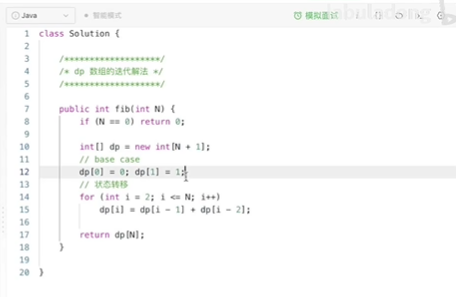 labuladong
Java
智能模式
模拟面试
1 class Solution {
2
3 /*******************/
4 /* dp 数组的迭代解法 */
5 /*******************/
6
7 public int fib(int N) {
8 if (N == 0) return 0;
9
10 int[] dp = new int[N + 1];
11 // base case
12 dp[0] = 0; dp[1] = 1;
13 // 状态转移
14 for (int i = 2; i <= N; i++)
15 dp[i] = dp[i - 1] + dp[i - 2];
16
17 return dp[N];
18 }
19
20 }